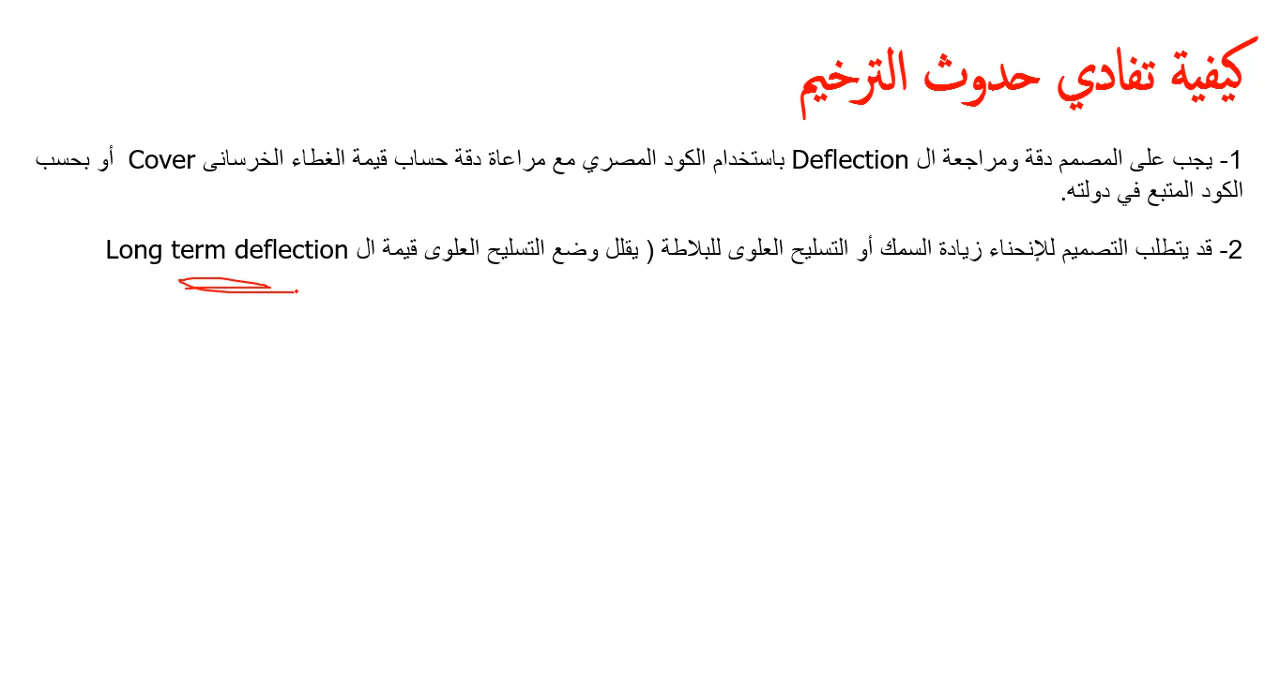 كيفية تفادي حدوث الترخيم
1- يجب على المصمم دقة ومراجعة ال Deflection باستخدام الكود المصري مع مراعاة دقة حساب قيمة الغطاء الخرسانى Cover أو بحسب
الكود المتبع في دولته.
2- قد يتطلب التصميم للإنحناء زيادة السمك أو التسليح العلوى للبلاطة ( يقلل وضع التسليح العلوى قيمة ال Long term deflection